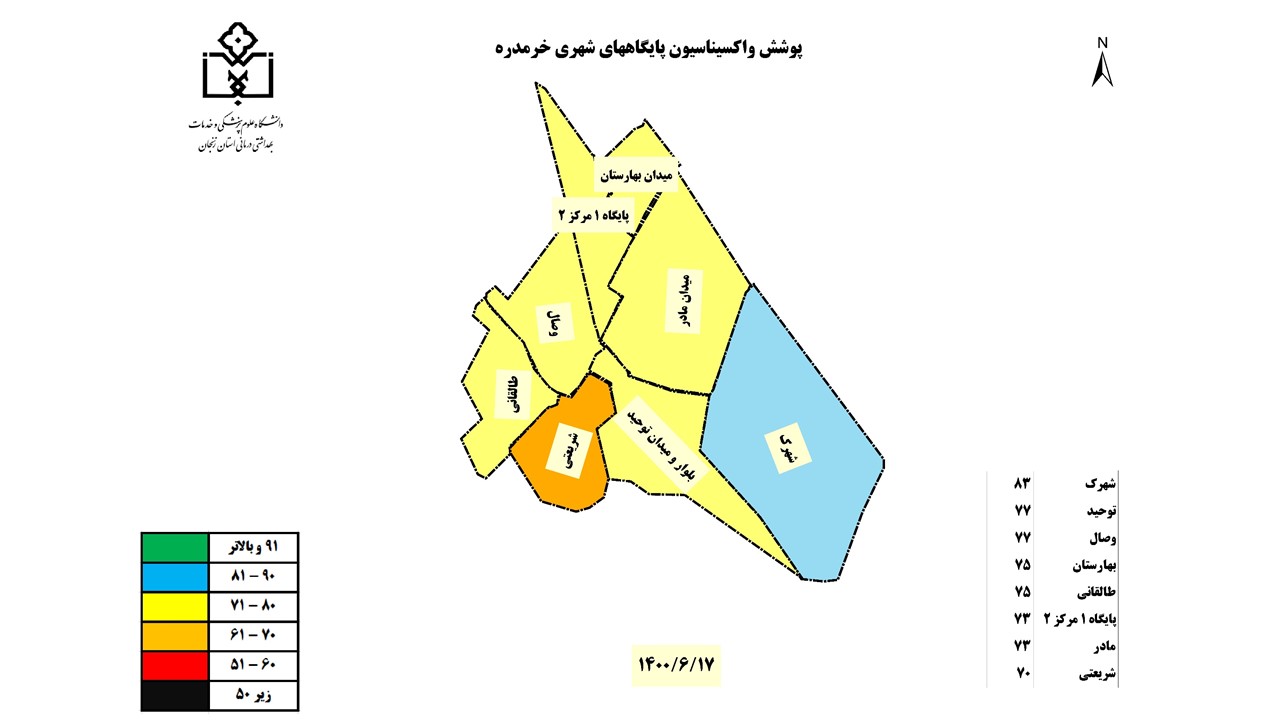 پوشش واکسیناسیون پایگاههای شهری خرمدره
N
دانشگاه علوم پزشکی و خدمات
بهداشتی درمانی استان زنجان
میدان بهارستان
پایگاه ۱ مرکز ۲
میدان مادر
وصال
طالقانی
شریعتی
بلوار و میدان توحید
شهرک
شهرک ۸۳
توحید ۷۷
وصال ۷۷
بهارستان ۷۵
طالقانی ۷۵
پایگاه ۱ مرکز ۲ ۷۳
مادر ۷۳
شریعتی ۷۰
۹۱ و بالاتر
۸۱ – ۹۰
۷۱ – ۸۰
۶۱ – ۷۰
۵۱ – ۶۰
زیر ۵۰
۱۴۰۰/۶/۱۷